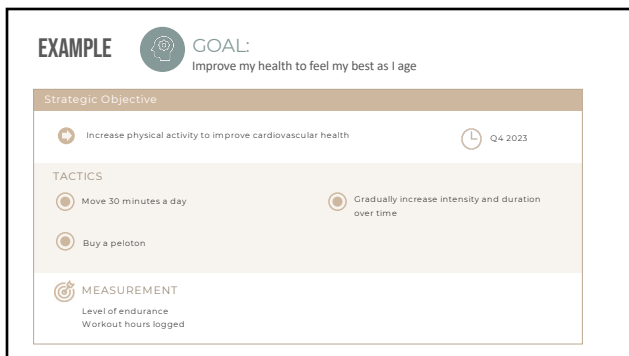 EXAMPLE
GOAL:
Improve my health to feel my best as I age
Strategic Objective
Increase physical activity to improve cardiovascular health
Q4 2023
TACTICS
Move 30 minutes a day
Gradually increase intensity and duration
over time
Buy a peloton
MEASUREMENT
Level of endurance
Workout hours logged